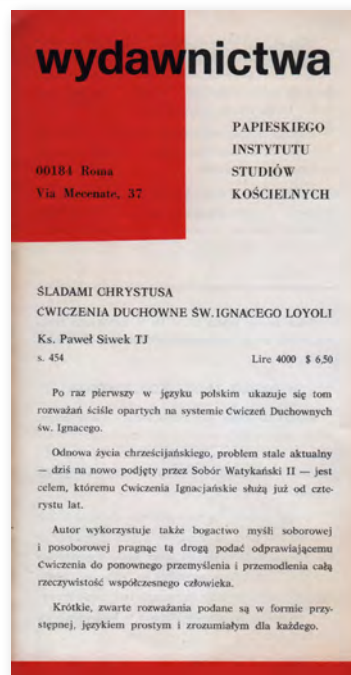 wydawnictwa
PAPIESKIEGO
INSTYTUTU
STUDIÓW
KOŚCIELNYCH
00184 Roma
Via Mecenate, 37
ŚLADAMI CHRYSTUSA
ĆWICZENIA DUCHOWNE ŚW. IGNACEGO LOYOLI
Ks. Paweł Siwek TJ
s. 454 Lire 4000 $ 6,50
Po raz pierwszy w języku polskim ukazuje się tom
rozważań ściśle opartych na systemie Ćwiczeń Duchownych
św. Ignacego.
Odnowa życia chrześcijańskiego, problem stale aktualny
— dziś na nowo podjęty przez Sobór Watykański II — jest
celem, któremu Ćwiczenia Ignacjańskie służą już od czte-
rystu lat.
Autor wykorzystuje także bogactwo myśli soborowej
i posoborowej pragnąc tą drogą podać odprawiającemu
Ćwiczenia do ponownego przemyślenia i przemodlenia całą
rzeczywistość współczesnego człowieka.
Krótkie, zwarte rozważania podane są w formie przy-
stępnej, językiem prostym i zrozumiałym dla każdego.